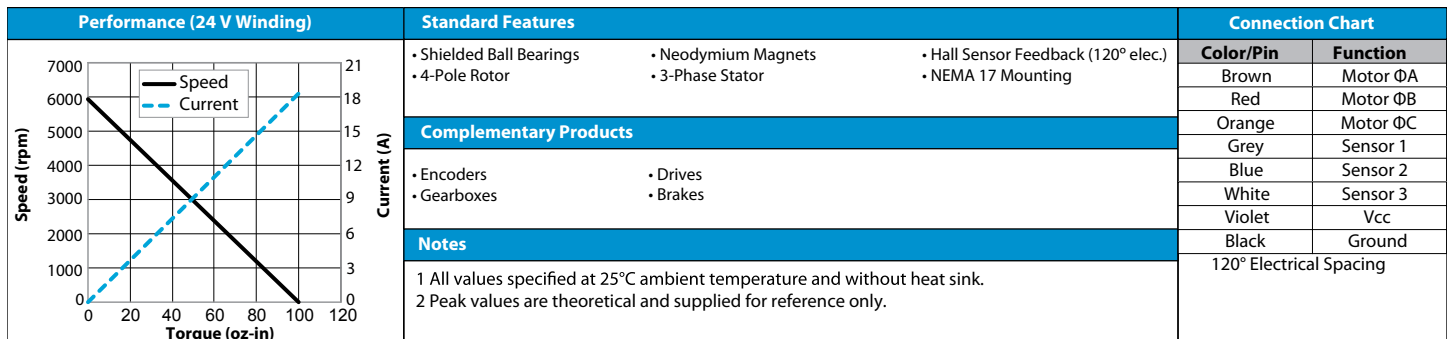 Performance (24 V Winding)
7000
6000
5000
4000
3000
2000
1000
0
Speed (rpm)
Speed
Current
21
18
15
12
9
6
3
0
Current (A)
0 20 40 60 80 100 120
Torque (oz-in)
Standard Features
• Shielded Ball Bearings • Neodymium Magnets • Hall Sensor Feedback (120º elec.)
• 4-Pole Rotor • 3-Phase Stator • NEMA 17 Mounting
Complementary Products
• Encoders • Drives
• Gearboxes • Brakes
Notes
1 All values specified at 25°C ambient temperature and without heat sink.
2 Peak values are theoretical and supplied for reference only.
Connection Chart
Color/Pin Function
Brown Motor ΦA
Red Motor ΦB
Orange Motor ΦC
Grey Sensor 1
Blue Sensor 2
White Sensor 3
Violet Vcc
Black Ground
120° Electrical Spacing